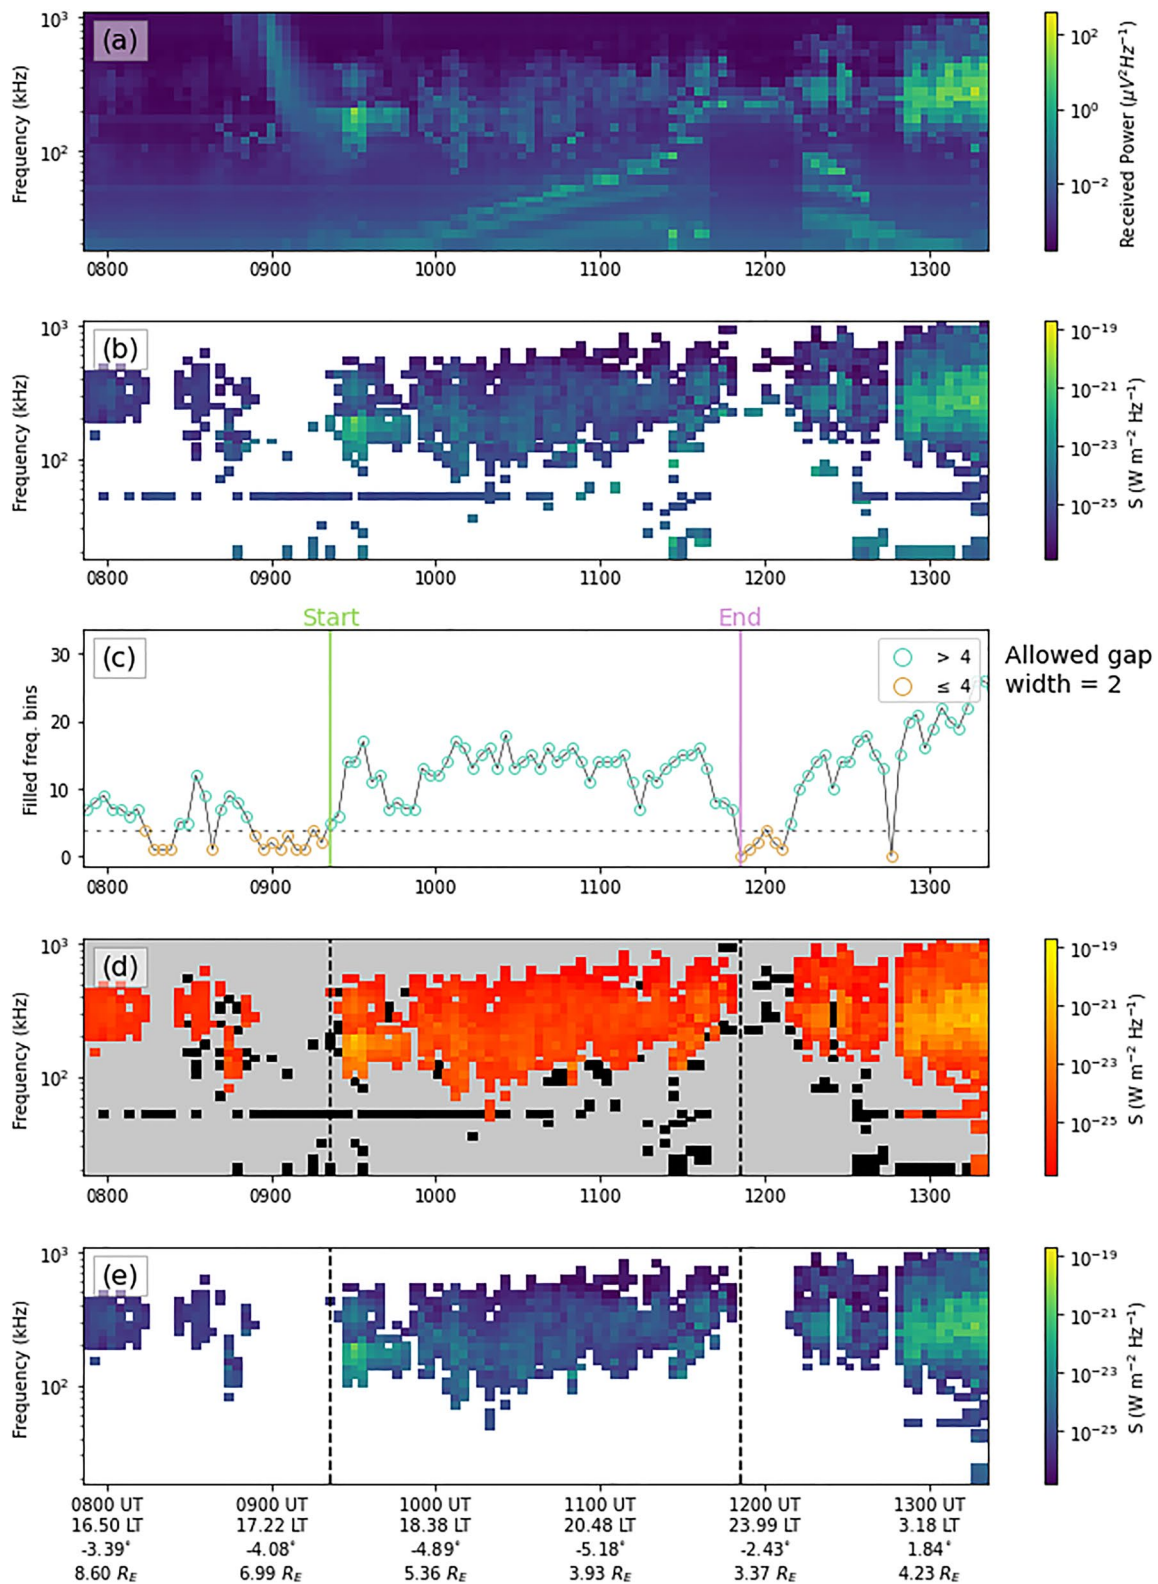 (a)
Frequency (kHz)
10³
10²
0800 0900 1000 1100 1200 1300
10²
10⁰
10⁻²
Received Power (μV²Hz⁻¹)
(b)
Frequency (kHz)
10³
10²
0800 0900 1000 1100 1200 1300
10⁻¹⁹
10⁻²¹
10⁻²³
10⁻²⁵
S (W m⁻² Hz⁻¹)
Start End
(c)
Filled freq. bins
30
20
10
0
> 4
≤ 4
Allowed gap
width = 2
0800 0900 1000 1100 1200 1300
(d)
Frequency (kHz)
10³
10²
0800 0900 1000 1100 1200 1300
10⁻¹⁹
10⁻²¹
10⁻²³
10⁻²⁵
S (W m⁻² Hz⁻¹)
(e)
Frequency (kHz)
10³
10²
10⁻¹⁹
10⁻²¹
10⁻²³
10⁻²⁵
S (W m⁻² Hz⁻¹)
0800 UT 0900 UT 1000 UT 1100 UT 1200 UT 1300 UT
16.50 LT 17.22 LT 18.38 LT 20.48 LT 23.99 LT 3.18 LT
-3.39° -4.08° -4.89° -5.18° -2.43° 1.84°
8.60 R_E 6.99 R_E 5.36 R_E 3.93 R_E 3.37 R_E 4.23 R_E